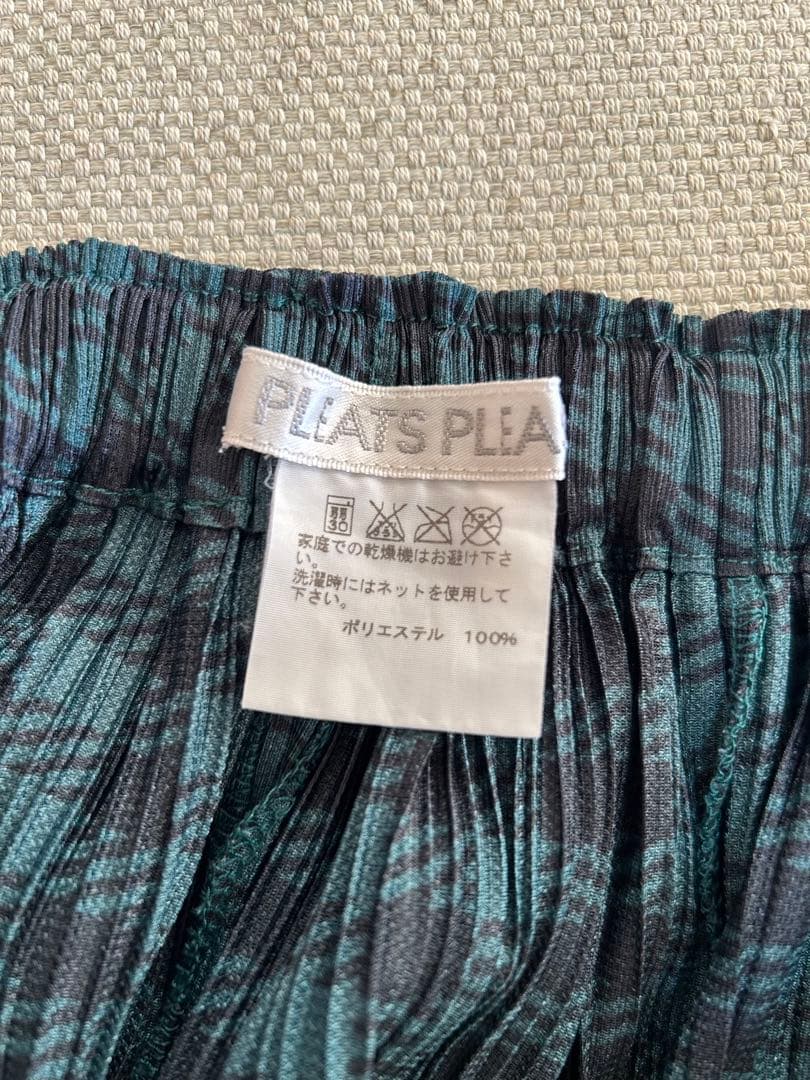 PLEATS PLEA
弱
30
家庭での乾燥機はお避け下さ
い。
洗濯時にはネットを使用して
下さい。
ポリエステル 100%